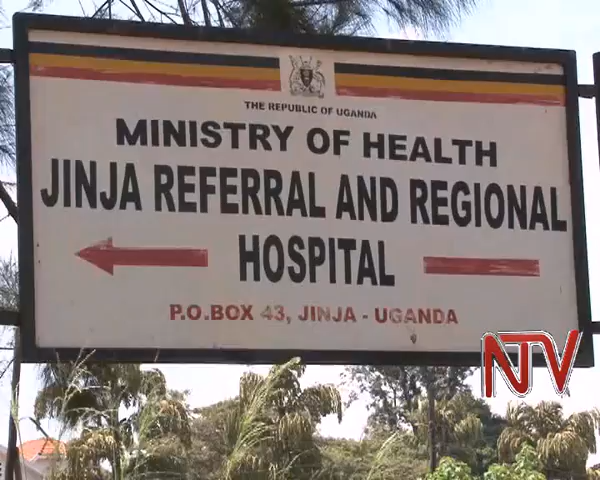 THE REPUBLIC OF UGANDA
MINISTRY OF HEALTH
JINJA REFERRAL AND REGIONAL
HOSPITAL
P.O.BOX 43, JINJA - UGANDA
NTV